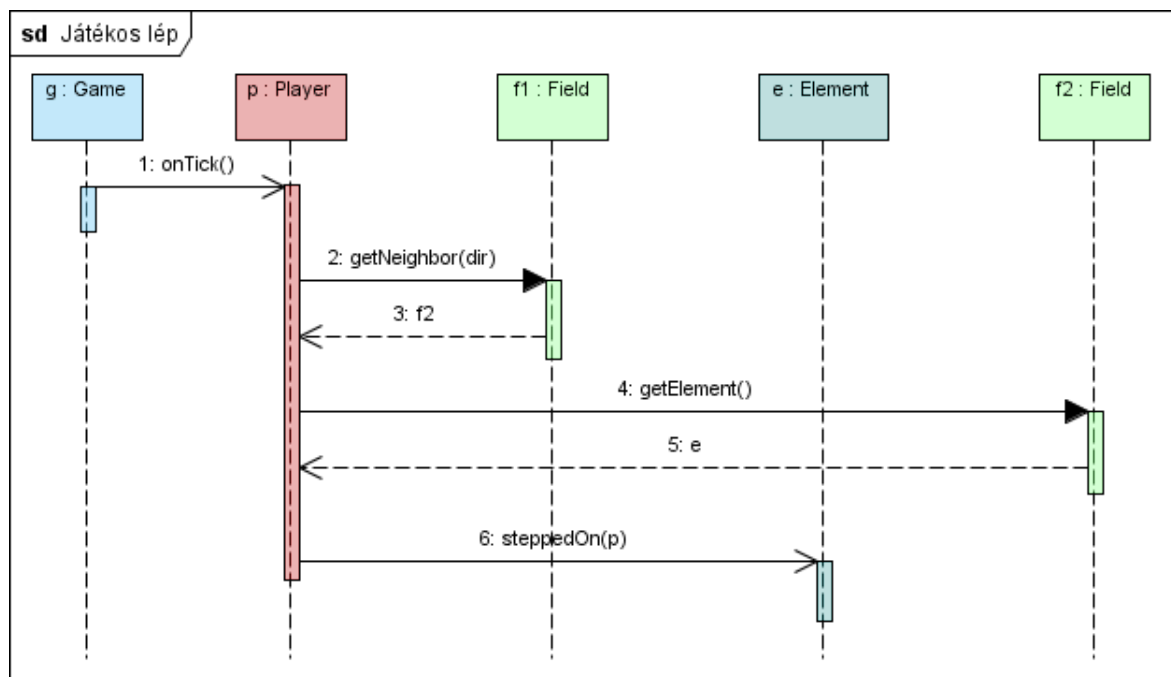 sd Játékos lép
g : Game
p : Player
f1 : Field
e : Element
f2 : Field
1: onTick()
2: getNeighbor(dir)
3: f2
4: getElement()
5: e
6: steppedOn(p)